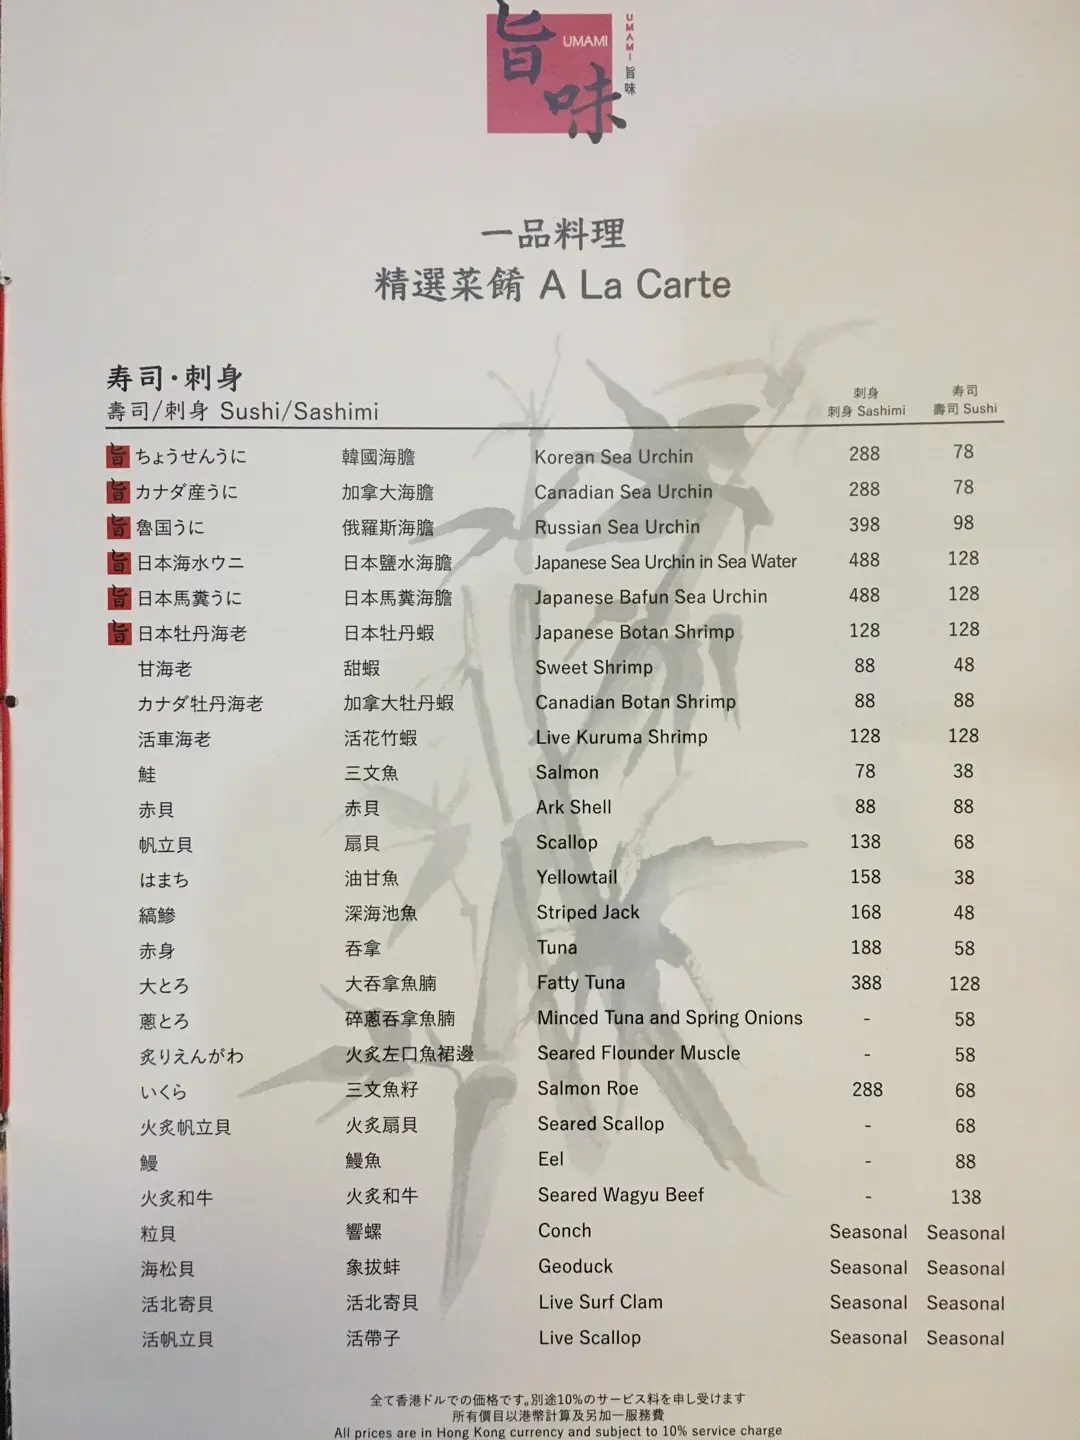 旨味
UMAMI
UMAMI 旨味
一品料理
精選菜餚 A La Carte
寿司·刺身
壽司/刺身 Sushi/Sashimi
刺身 寿司
刺身 Sashimi 壽司 Sushi
旨 ちょうせんうに 韓國海膽 Korean Sea Urchin 288 78
旨 カナダ産うに 加拿大海膽 Canadian Sea Urchin 288 78
旨 魯国うに 俄羅斯海膽 Russian Sea Urchin 398 98
旨 日本海水ウニ 日本鹽水海膽 Japanese Sea Urchin in Sea Water 488 128
旨 日本馬糞うに 日本馬糞海膽 Japanese Bafun Sea Urchin 488 128
旨 日本牡丹海老 日本牡丹蝦 Japanese Botan Shrimp 128 128
甘海老 甜蝦 Sweet Shrimp 88 48
カナダ牡丹海老 加拿大牡丹蝦 Canadian Botan Shrimp 88 88
活車海老 活花竹蝦 Live Kuruma Shrimp 128 128
鮭 三文魚 Salmon 78 38
赤貝 赤貝 Ark Shell 88 88
帆立貝 扇貝 Scallop 138 68
はまち 油甘魚 Yellowtail 158 38
縞鰺 深海池魚 Striped Jack 168 48
赤身 吞拿 Tuna 188 58
大とろ 大吞拿魚腩 Fatty Tuna 388 128
蔥とろ 碎蔥吞拿魚腩 Minced Tuna and Spring Onions - 58
炙りえんがわ 火炙左口魚裙邊 Seared Flounder Muscle - 58
いくら 三文魚籽 Salmon Roe 288 68
火炙帆立貝 火炙扇貝 Seared Scallop - 68
鰻 鰻魚 Eel - 88
火炙和牛 火炙和牛 Seared Wagyu Beef - 138
粒貝 響螺 Conch Seasonal Seasonal
海松貝 象拔蚌 Geoduck Seasonal Seasonal
活北寄貝 活北寄貝 Live Surf Clam Seasonal Seasonal
活帆立貝 活帶子 Live Scallop Seasonal Seasonal
全て香港ドルでの価格です。別途10%のサービス料を申し受けます
所有價目以港幣計算及另加一服務費
All prices are in Hong Kong currency and subject to 10% service charge